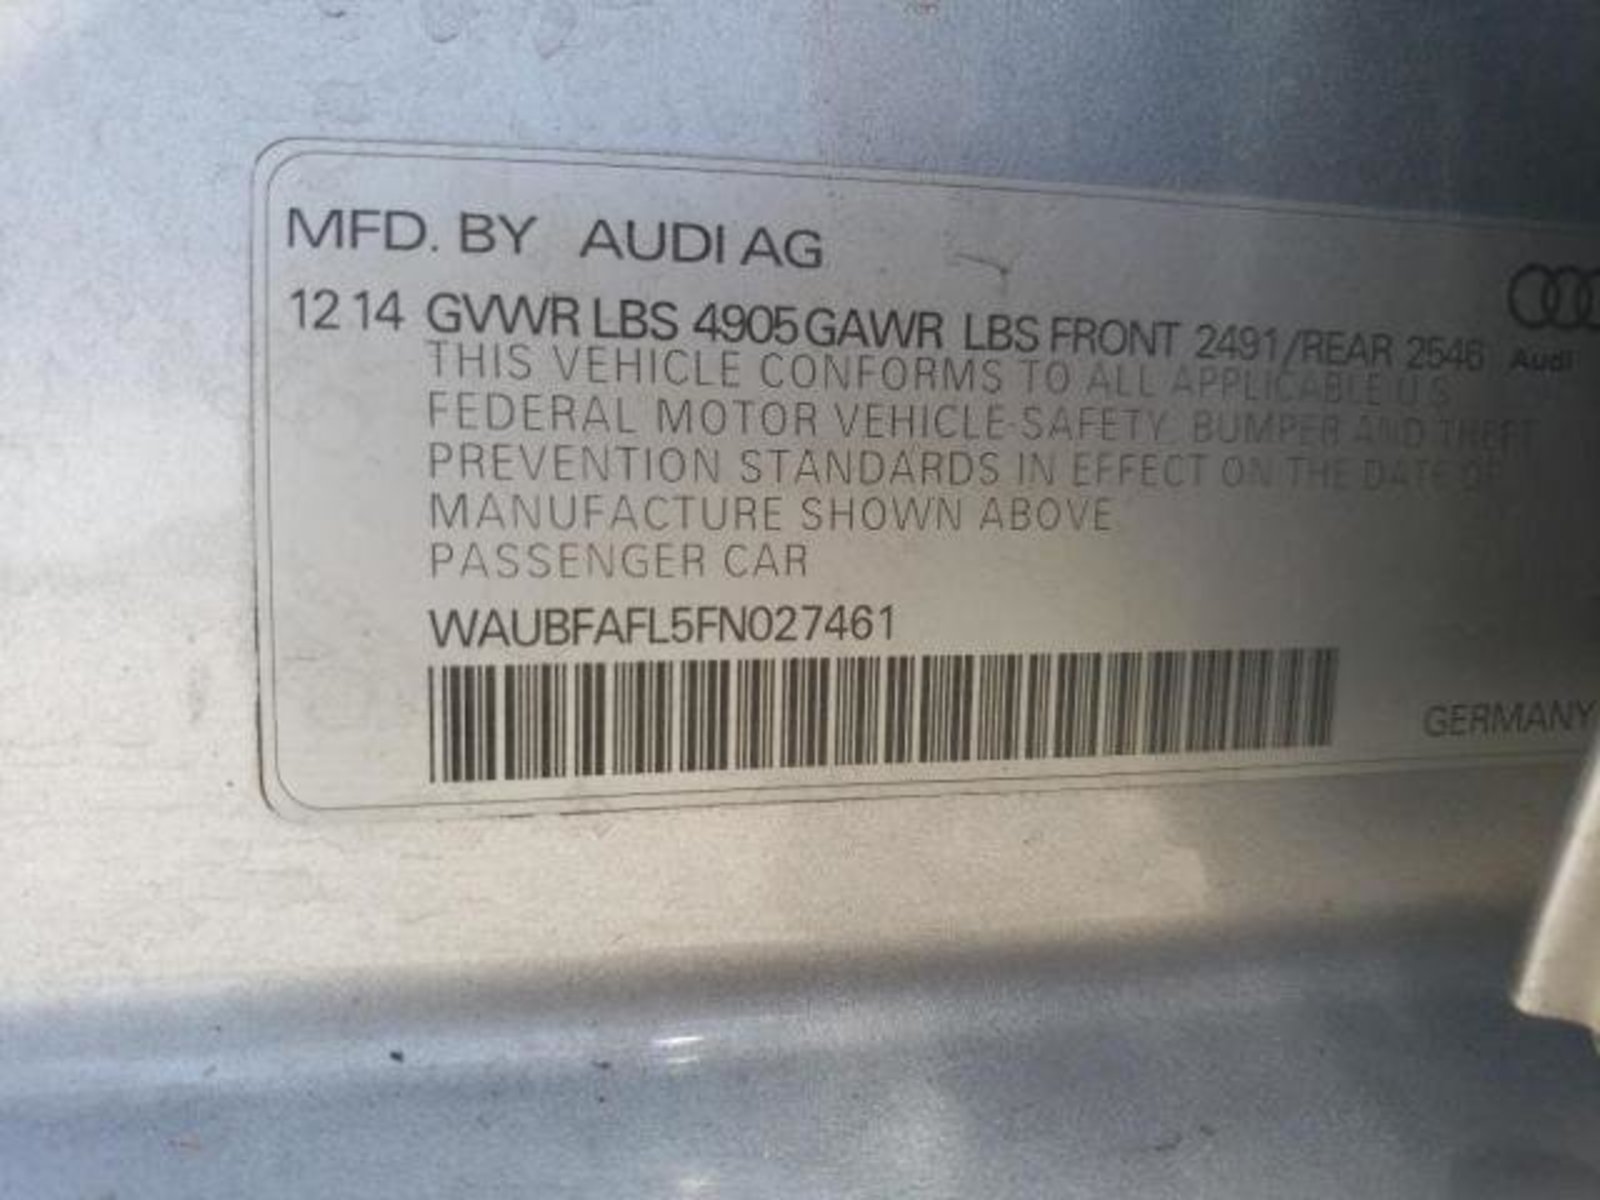 MFD. BY AUDI AG
12 14 GVWR LBS 4905 GAWR LBS FRONT 2491/REAR 2546 Audi
THIS VEHICLE CONFORMS TO ALL APPLICABLE U.S.
FEDERAL MOTOR VEHICLE-SAFETY, BUMPER AND THEFT
PREVENTION STANDARDS IN EFFECT ON THE DATE OF
MANUFACTURE SHOWN ABOVE.
PASSENGER CAR
WAUBFAFL5FN027461
GERMANY